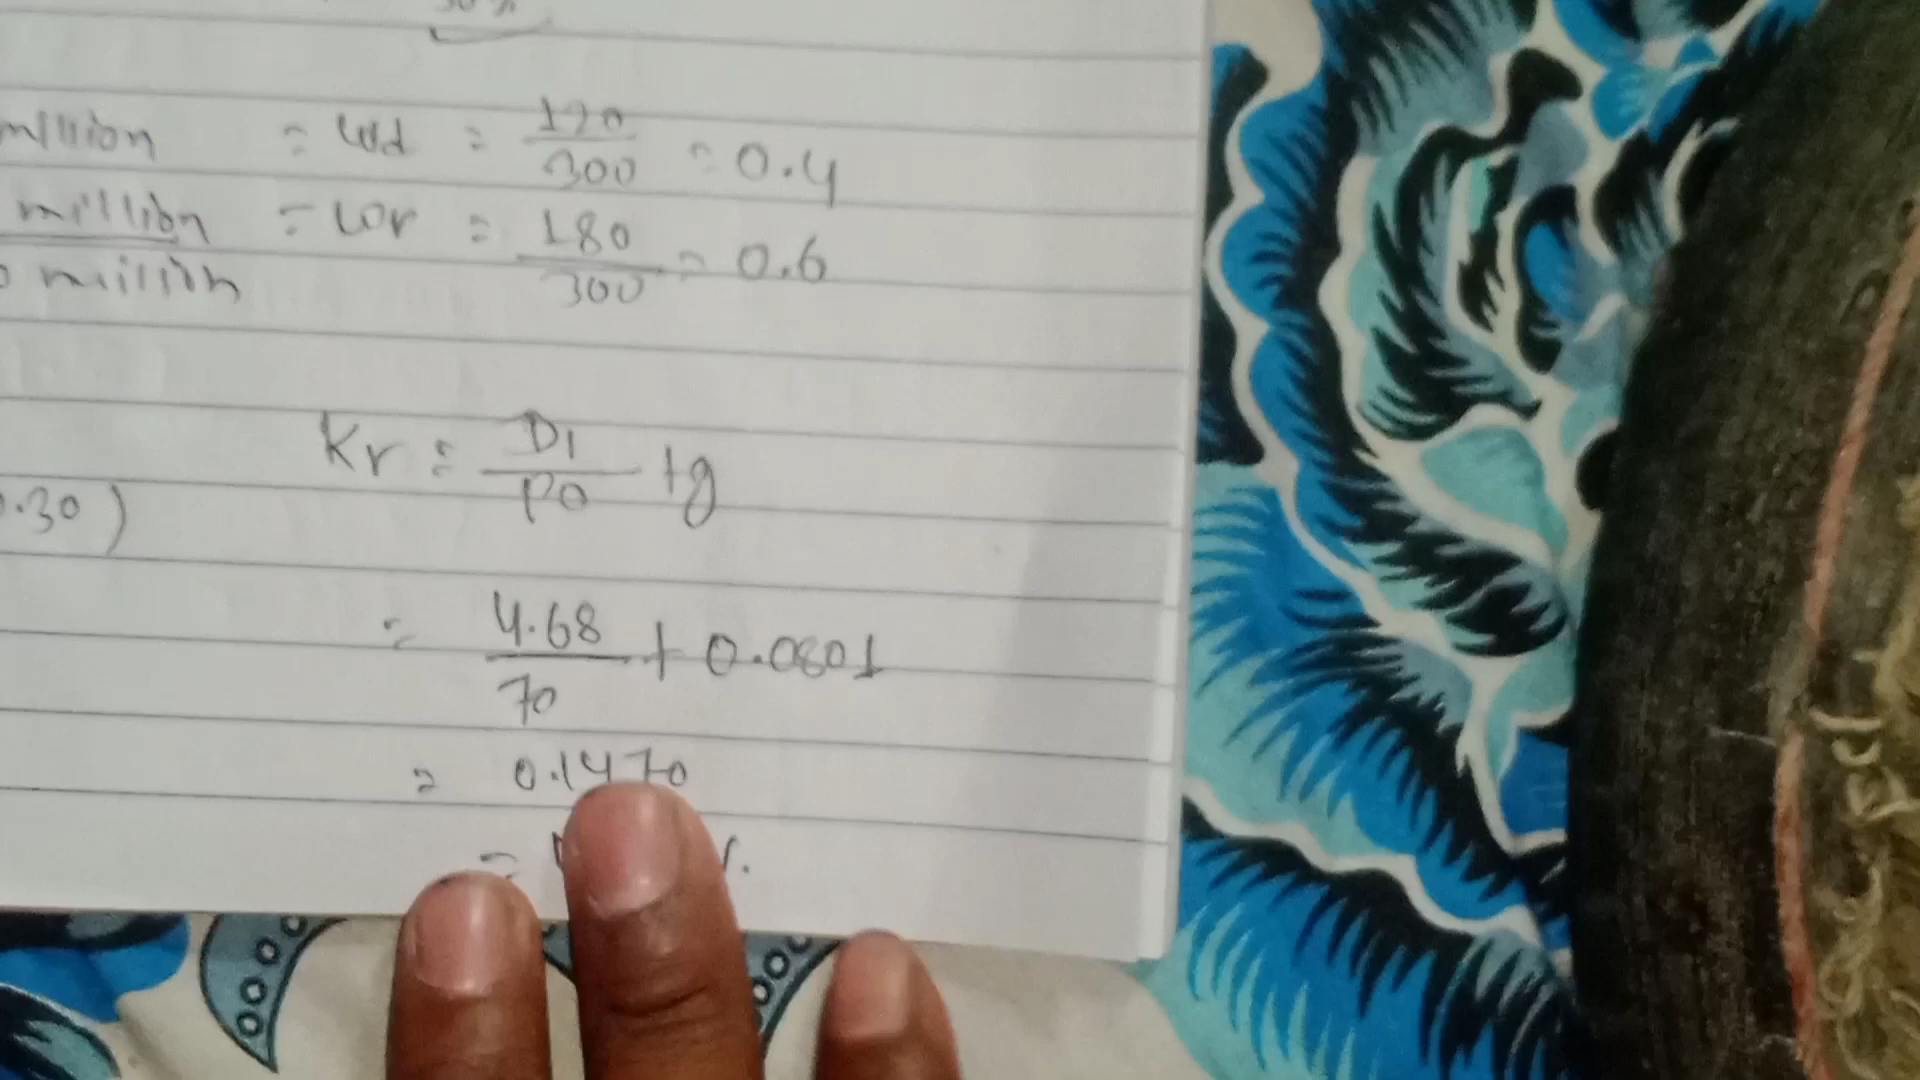 million = wd = 120/300 = 0.4
million = wr = 180/300 = 0.6
million
Kr = D1/P0 + g
.30)
= 4.68/70 + 0.0801
= 0.1470
= %.